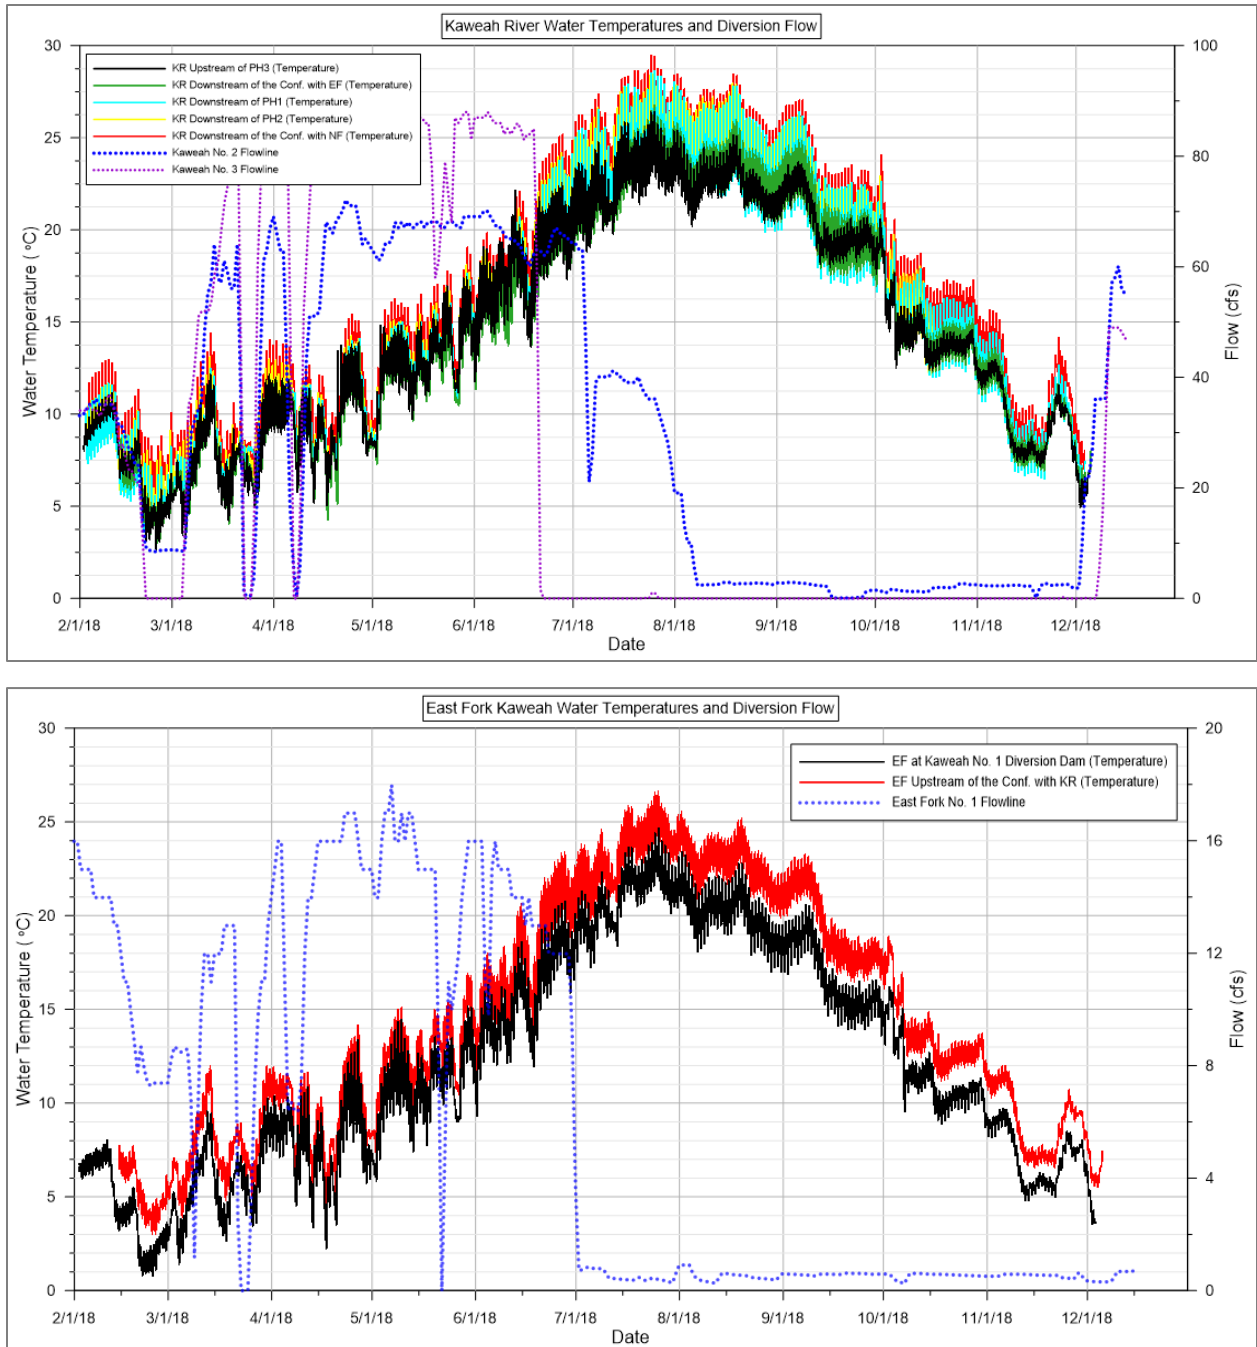 Kaweah River Water Temperatures and Diversion Flow
KR Upstream of PH3 (Temperature)
KR Downstream of the Conf. with EF (Temperature)
KR Downstream of PH1 (Temperature)
KR Downstream of PH2 (Temperature)
KR Downstream of the Conf. with NF (Temperature)
Kaweah No. 2 Flowline
Kaweah No. 3 Flowline
Water Temperature ( ºC)
30
25
20
15
10
5
0
100
80
60
40
20
0
Flow (cfs)
2/1/18 3/1/18 4/1/18 5/1/18 6/1/18 7/1/18 8/1/18 9/1/18 10/1/18 11/1/18 12/1/18
Date
East Fork Kaweah Water Temperatures and Diversion Flow
EF at Kaweah No. 1 Diversion Dam (Temperature)
EF Upstream of the Conf. with KR (Temperature)
East Fork No. 1 Flowline
Water Temperature ( ºC)
30
25
20
15
10
5
0
20
16
12
8
4
0
Flow (cfs)
2/1/18 3/1/18 4/1/18 5/1/18 6/1/18 7/1/18 8/1/18 9/1/18 10/1/18 11/1/18 12/1/18
Date